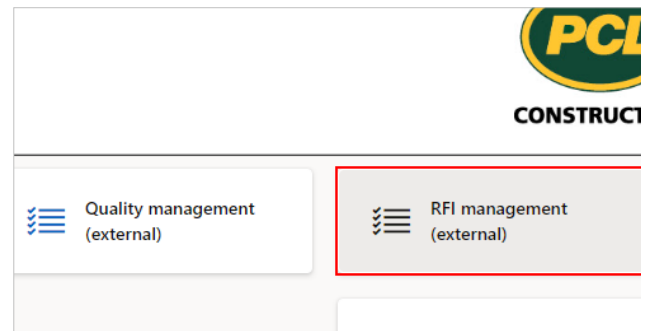 PCL
CONSTRUCT
Quality management
(external)
RFI management
(external)